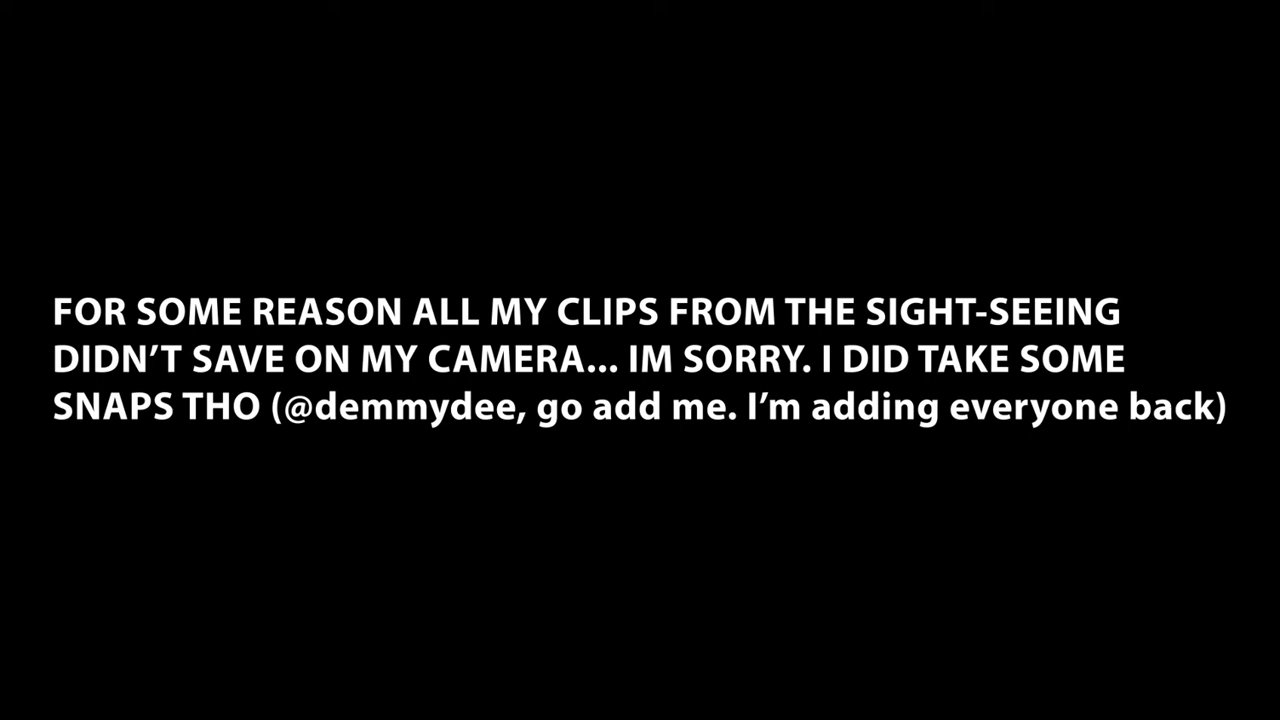 FOR SOME REASON ALL MY CLIPS FROM THE SIGHT-SEEING
DIDN’T SAVE ON MY CAMERA... IM SORRY. I DID TAKE SOME
SNAPS THO (@demmydee, go add me. I’m adding everyone back)